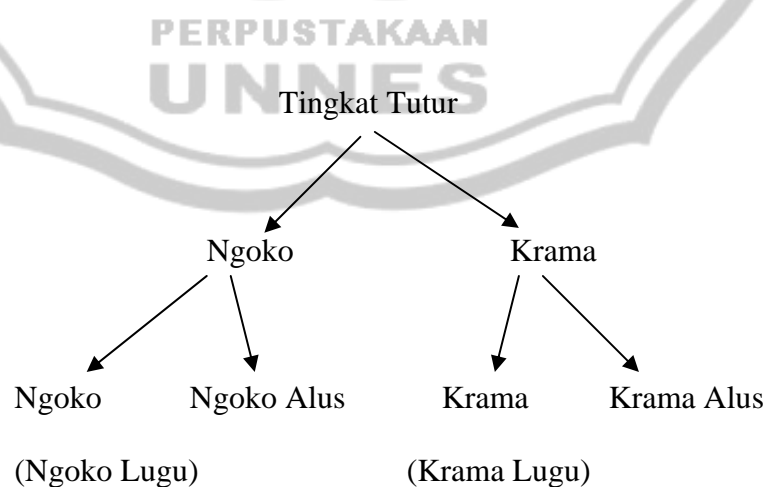 PERPUSTAKAAN
UNNES
Tingkat Tutur
Ngoko Krama
Ngoko Ngoko Alus Krama Krama Alus
(Ngoko Lugu) (Krama Lugu)